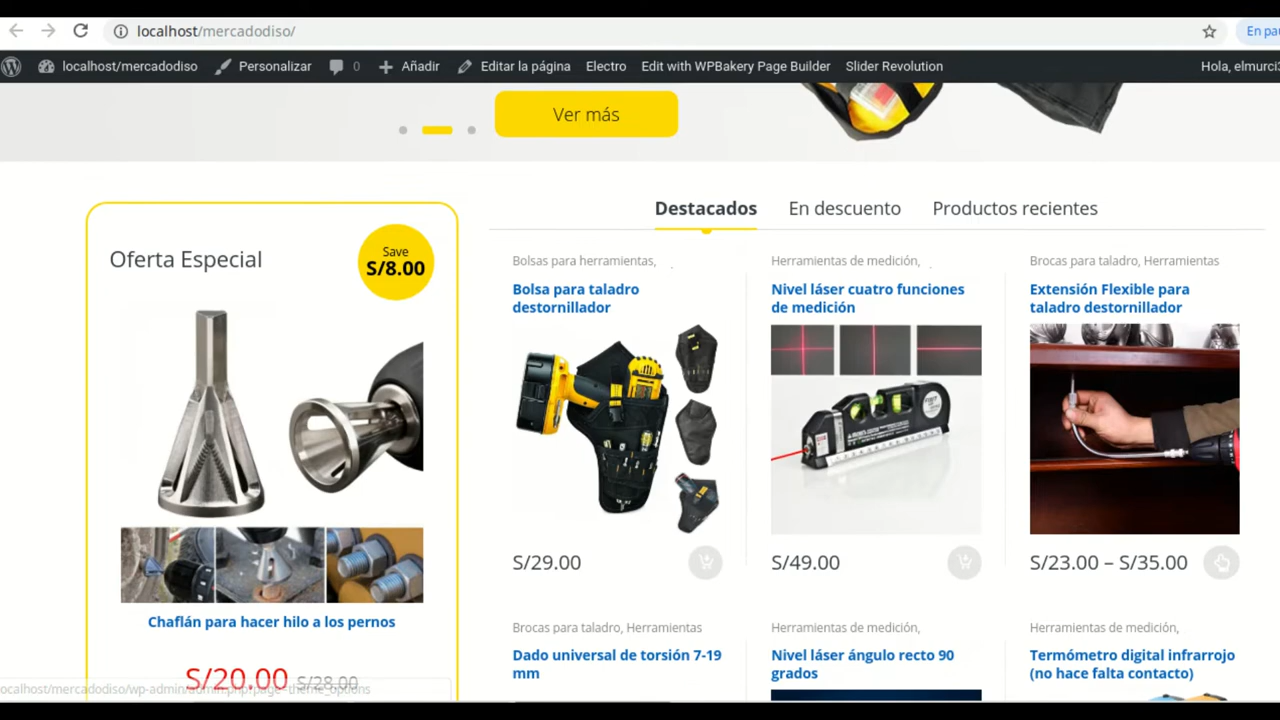 localhost/mercadodiso/
En pau
localhost/mercadodiso Personalizar 0 Añadir Editar la página Electro Edit with WPBakery Page Builder Slider Revolution Hola, elmurci3
Ver más
Oferta Especial
Save
S/8.00
Chaflán para hacer hilo a los pernos
S/20.00 S/28.00
Destacados En descuento Productos recientes
Bolsas para herramientas,
Bolsa para taladro
destornillador
S/29.00
Herramientas de medición,
Nivel láser cuatro funciones
de medición
S/49.00
Brocas para taladro, Herramientas
Extensión Flexible para
taladro destornillador
S/23.00 – S/35.00
Brocas para taladro, Herramientas
Dado universal de torsión 7-19
mm
Herramientas de medición,
Nivel láser ángulo recto 90
grados
Herramientas de medición,
Termómetro digital infrarrojo
(no hace falta contacto)
ocalhost/mercadodiso/wp-admin/admin.php?page=theme_options